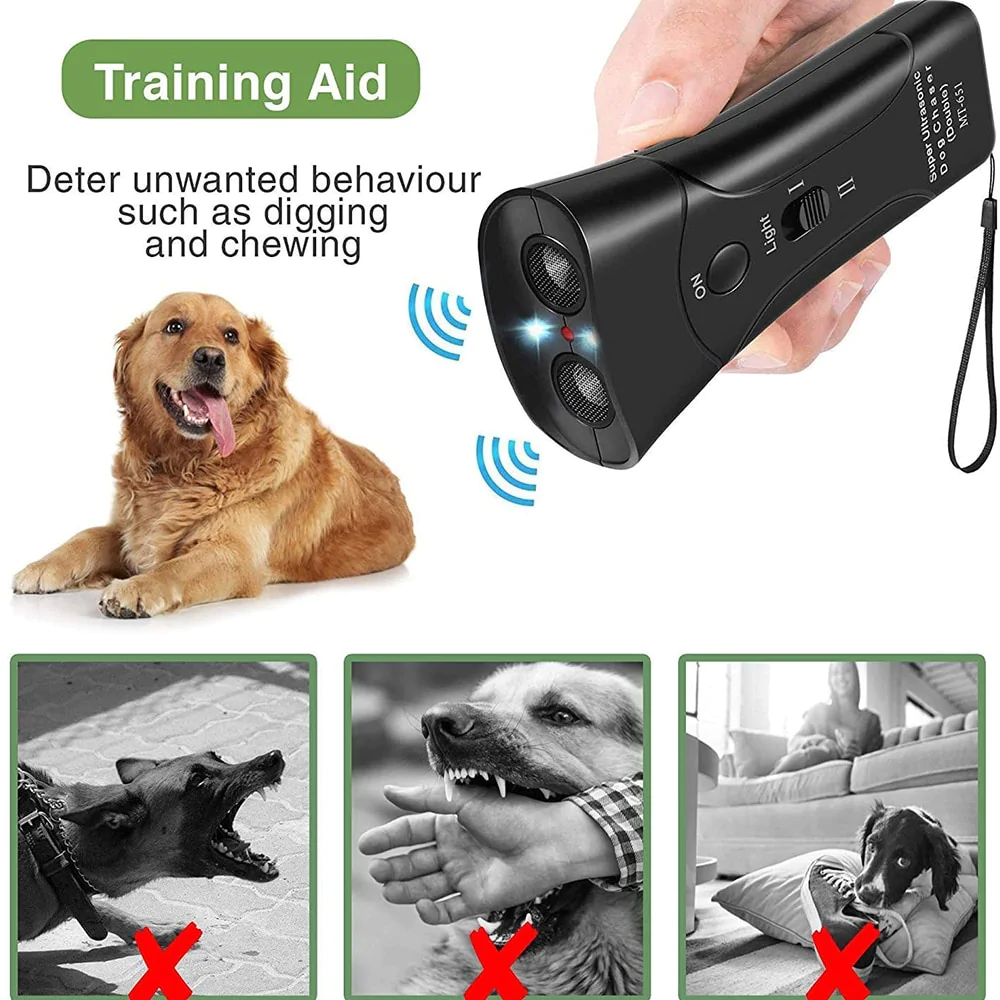 Training Aid
Deter unwanted behaviour
such as digging
and chewing
ON
Light
I
II
Super Ultrasonic
Dog Chaser
(Double)
MT-651